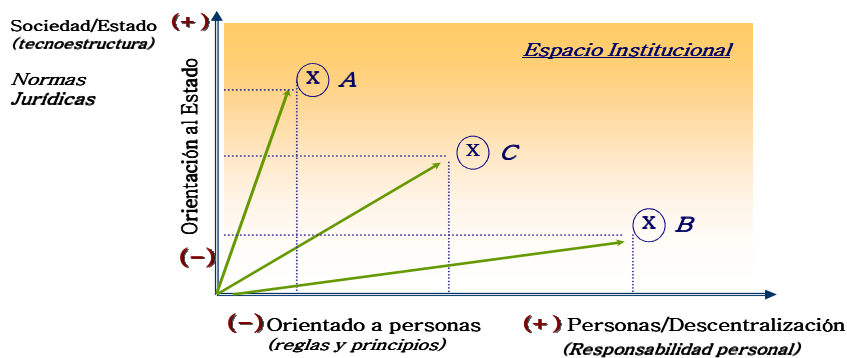 Sociedad/Estado
(tecnoestructura)
Normas
Jurídicas
(+)
Orientación al Estado
(−)
Espacio Institucional
X A
X C
X B
(−) Orientado a personas
(reglas y principios)
(+) Personas/Descentralización
(Responsabilidad personal)